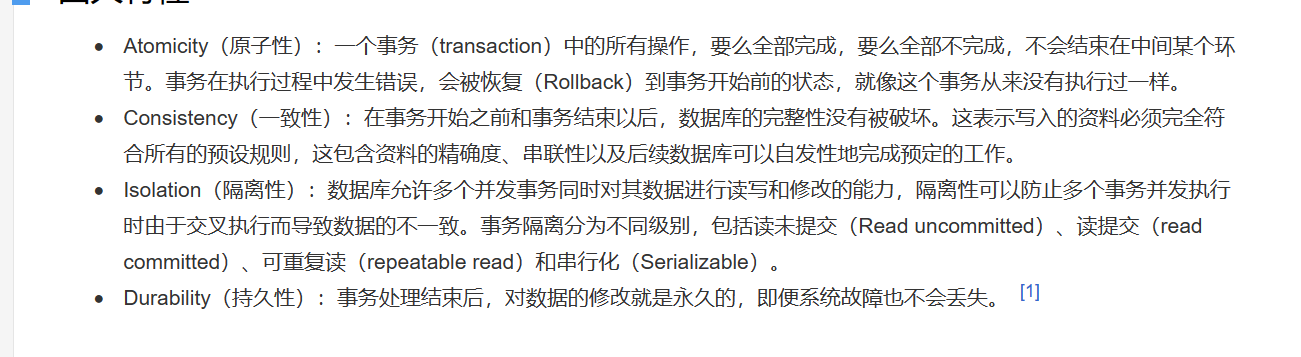 Atomicity（原子性）：一个事务（transaction）中的所有操作，要么全部完成，要么全部不完成，不会结束在中间某个环
节。事务在执行过程中发生错误，会被恢复（Rollback）到事务开始前的状态，就像这个事务从来没有执行过一样。
Consistency（一致性）：在事务开始之前和事务结束以后，数据库的完整性没有被破坏。这表示写入的资料必须完全符
合所有的预设规则，这包含资料的精确度、串联性以及后续数据库可以自发性地完成预定的工作。
Isolation（隔离性）：数据库允许多个并发事务同时对其数据进行读写和修改的能力，隔离性可以防止多个事务并发执行
时由于交叉执行而导致数据的不一致。事务隔离分为不同级别，包括读未提交（Read uncommitted）、读提交（read
committed）、可重复读（repeatable read）和串行化（Serializable）。
Durability（持久性）：事务处理结束后，对数据的修改就是永久的，即便系统故障也不会丢失。 [1]